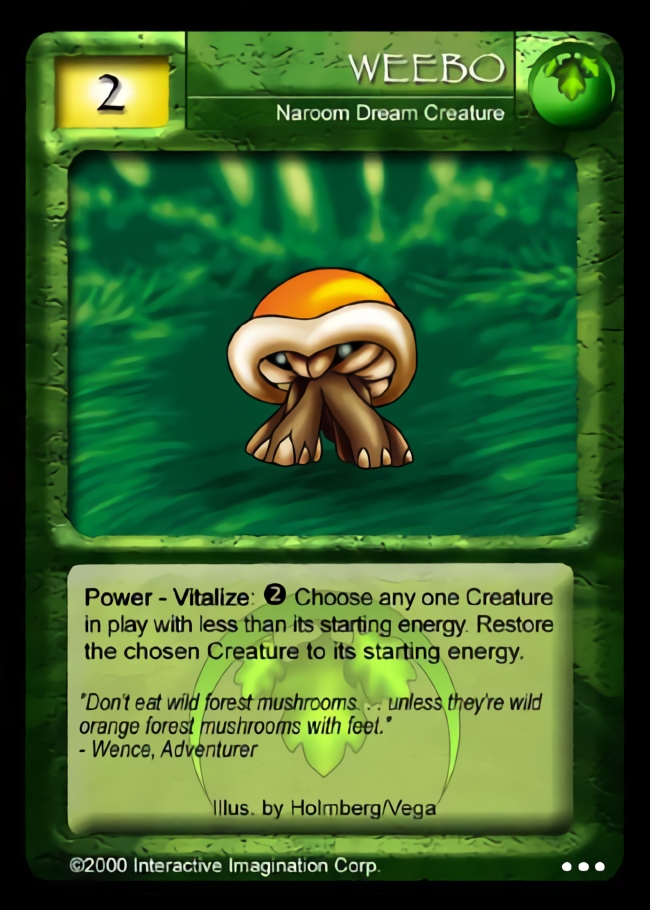 2
WEEBO
Naroom Dream Creature
Power - Vitalize: ❷ Choose any one Creature
in play with less than its starting energy. Restore
the chosen Creature to its starting energy.
"Don't eat wild forest mushrooms. . . unless they're wild
orange forest mushrooms with feet."
- Wence, Adventurer
Illus. by Holmberg/Vega
©2000 Interactive Imagination Corp.